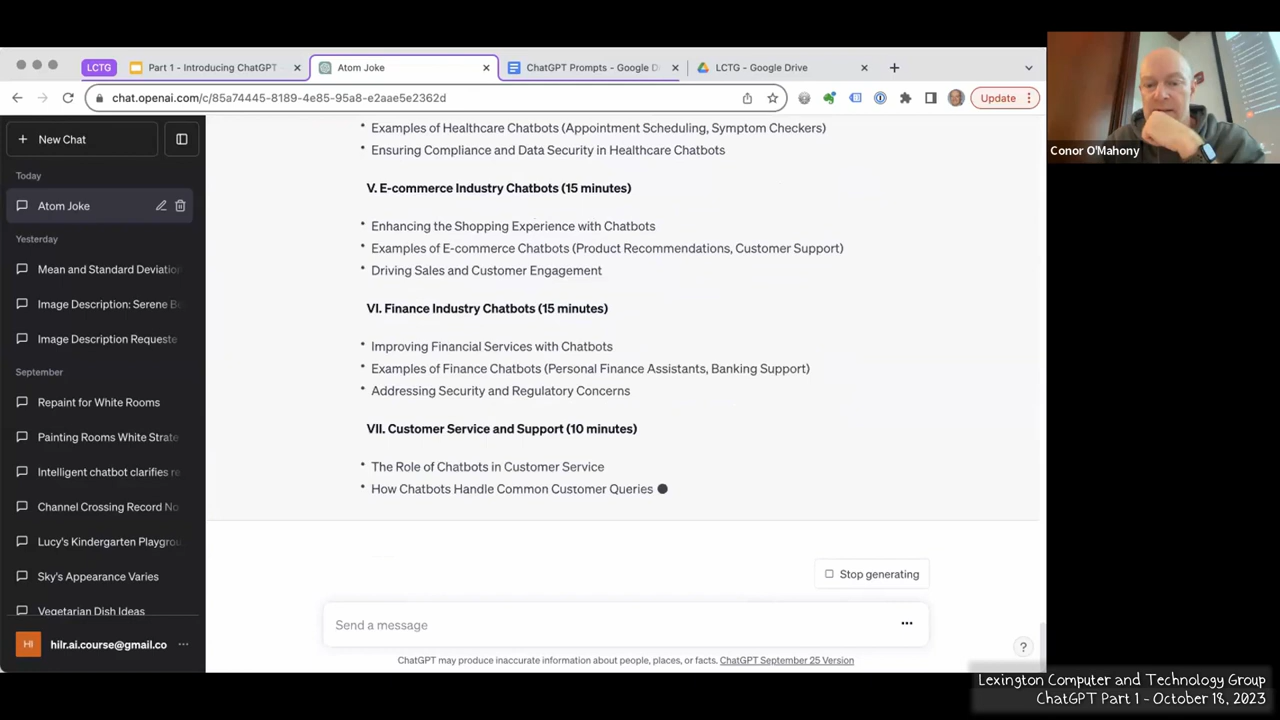 LCTG
Part 1 - Introducing ChatGPT
Atom Joke
ChatGPT Prompts - Google D
LCTG - Google Drive
chat.openai.com/c/85a74445-8189-4e85-95a8-e2aae5e2362d
Update
Conor O'Mahony
New Chat
Today
Atom Joke
Yesterday
Mean and Standard Deviatio
Image Description: Serene B
Image Description Requeste
September
Repaint for White Rooms
Painting Rooms White Strate
Intelligent chatbot clarifies re
Channel Crossing Record No
Lucy's Kindergarten Playgrou
Sky's Appearance Varies
Vegetarian Dish Ideas
HI
hilr.ai.course@gmail.co
• Examples of Healthcare Chatbots (Appointment Scheduling, Symptom Checkers)
• Ensuring Compliance and Data Security in Healthcare Chatbots
V. E-commerce Industry Chatbots (15 minutes)
• Enhancing the Shopping Experience with Chatbots
• Examples of E-commerce Chatbots (Product Recommendations, Customer Support)
• Driving Sales and Customer Engagement
VI. Finance Industry Chatbots (15 minutes)
• Improving Financial Services with Chatbots
• Examples of Finance Chatbots (Personal Finance Assistants, Banking Support)
• Addressing Security and Regulatory Concerns
VII. Customer Service and Support (10 minutes)
• The Role of Chatbots in Customer Service
• How Chatbots Handle Common Customer Queries
Stop generating
Send a message
ChatGPT may produce inaccurate information about people, places, or facts. ChatGPT September 25 Version
?
Lexington Computer and Technology Group
ChatGPT Part 1 - October 18, 2023